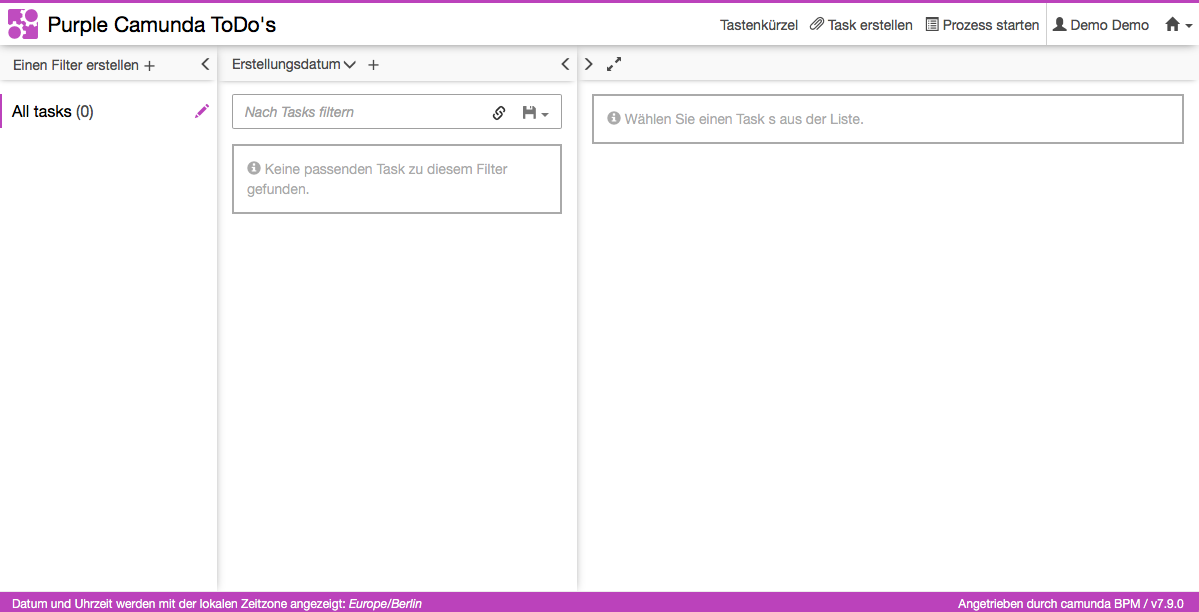 Purple Camunda ToDo's
Tastenkürzel Task erstellen Prozess starten Demo Demo
Einen Filter erstellen +
Erstellungsdatum +
All tasks (0)
Nach Tasks filtern
Keine passenden Task zu diesem Filter
gefunden.
Wählen Sie einen Task s aus der Liste.
Datum und Uhrzeit werden mit der lokalen Zeitzone angezeigt: Europe/Berlin
Angetrieben durch camunda BPM / v7.9.0